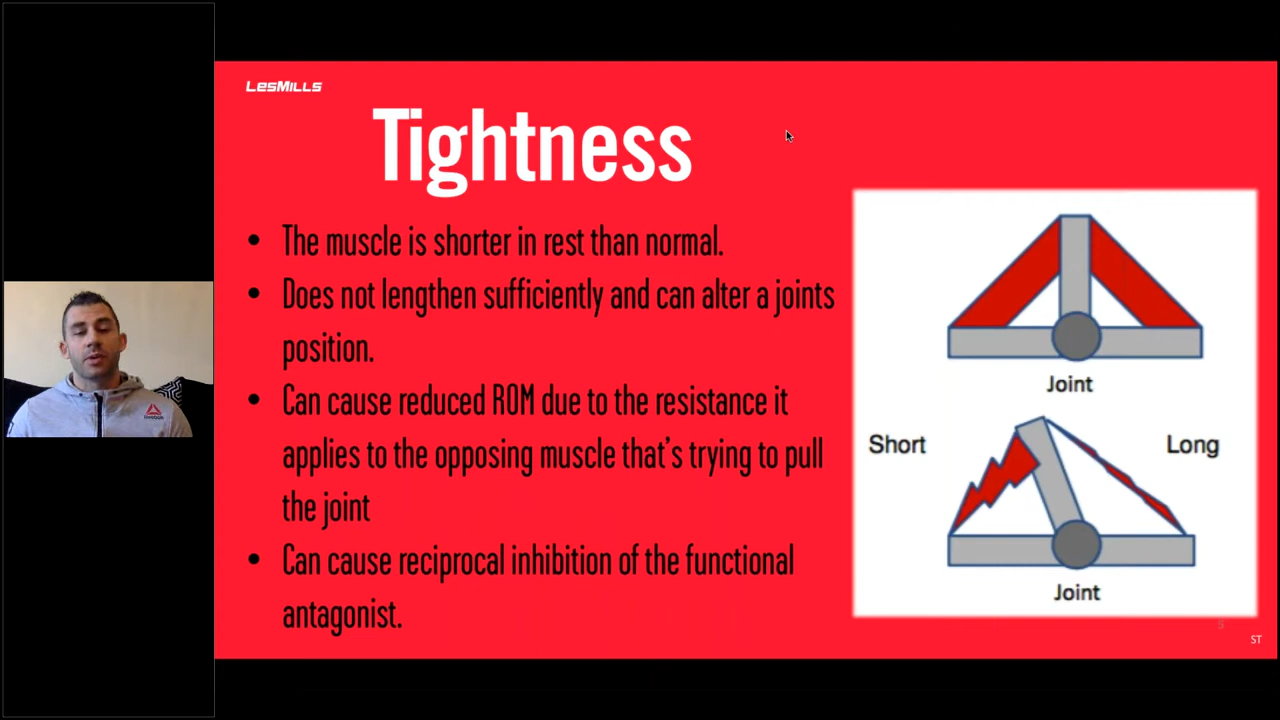 LESMILLS
Tightness
• The muscle is shorter in rest than normal.
• Does not lengthen sufficiently and can alter a joints
position.
• Can cause reduced ROM due to the resistance it
applies to the opposing muscle that's trying to pull
the joint
• Can cause reciprocal inhibition of the functional
antagonist.
Joint
Short
Long
Joint
5
ST